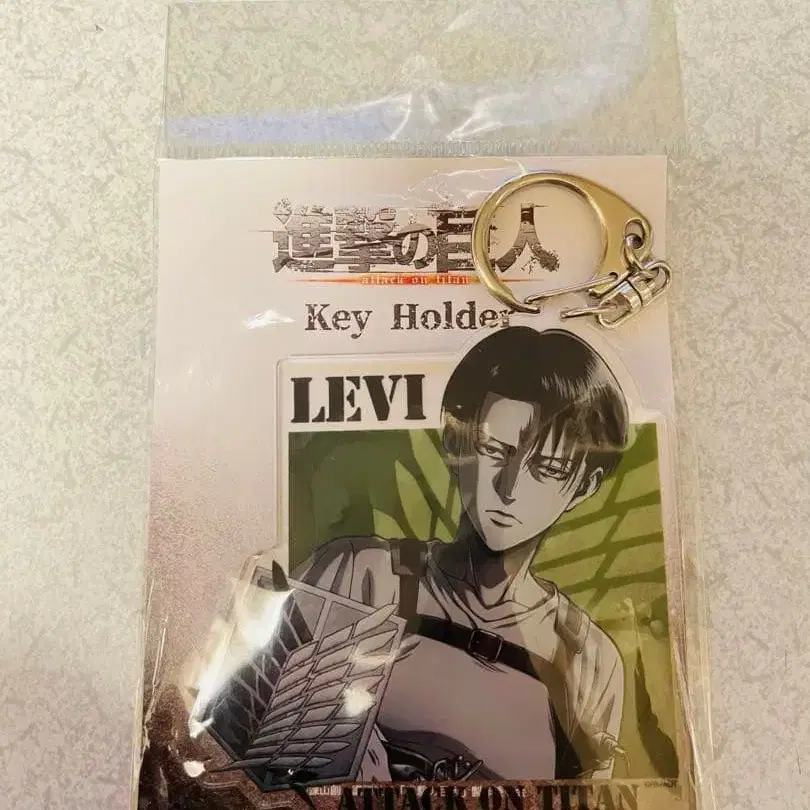 進撃の巨人
attack on titan
Key Holder
LEVI
ATTACK ON TITAN